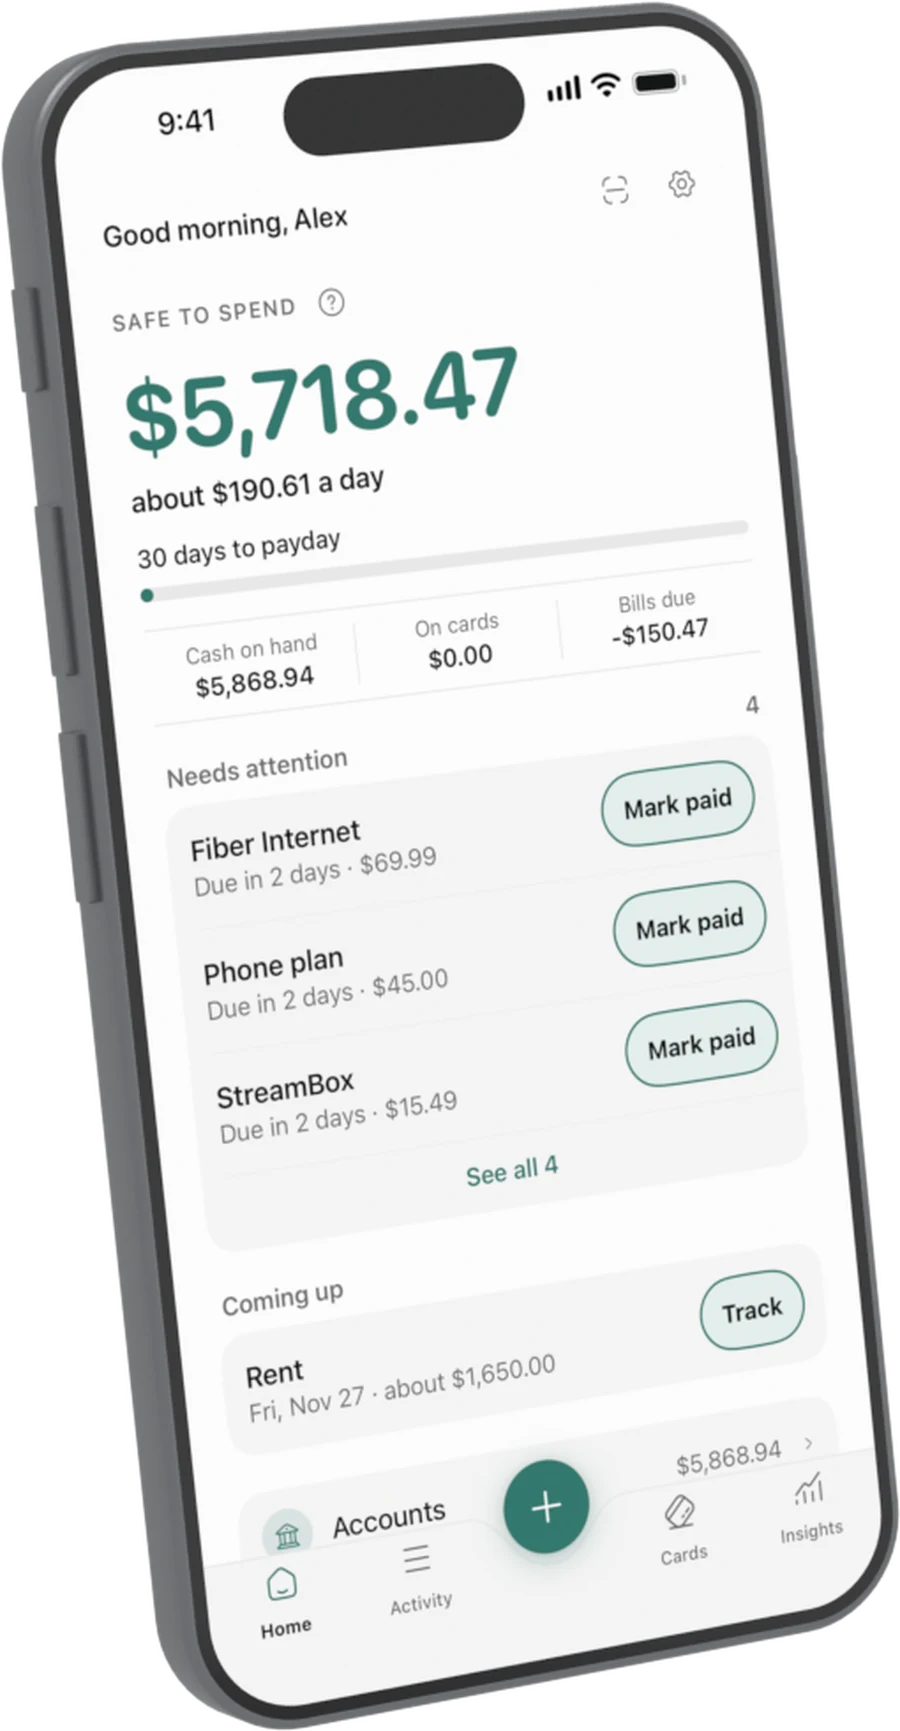 9:41
Good morning, Alex
SAFE TO SPEND ?
$5,718.47
about $190.61 a day
30 days to payday
Cash on hand
$5,868.94
On cards
$0.00
Bills due
-$150.47
Needs attention
4
Fiber Internet
Due in 2 days · $69.99
Mark paid
Phone plan
Due in 2 days · $45.00
Mark paid
StreamBox
Due in 2 days · $15.49
Mark paid
See all 4
Coming up
Rent
Fri, Nov 27 · about $1,650.00
Track
Accounts
$5,868.94
Home
Activity
Cards
Insights